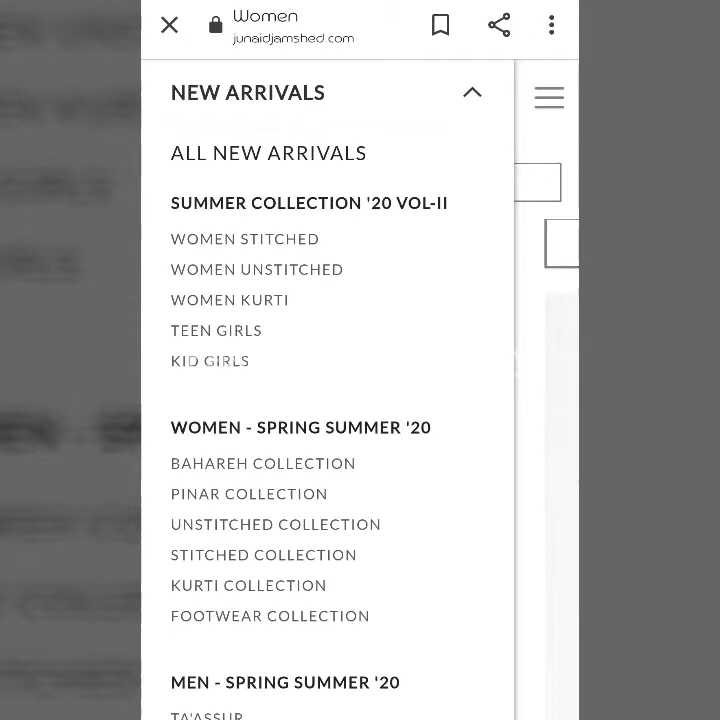 Women
junaidjamshed.com
NEW ARRIVALS
ALL NEW ARRIVALS
SUMMER COLLECTION '20 VOL-II
WOMEN STITCHED
WOMEN UNSTITCHED
WOMEN KURTI
TEEN GIRLS
KID GIRLS
WOMEN - SPRING SUMMER '20
BAHAREH COLLECTION
PINAR COLLECTION
UNSTITCHED COLLECTION
STITCHED COLLECTION
KURTI COLLECTION
FOOTWEAR COLLECTION
MEN - SPRING SUMMER '20
TA'ASSUR